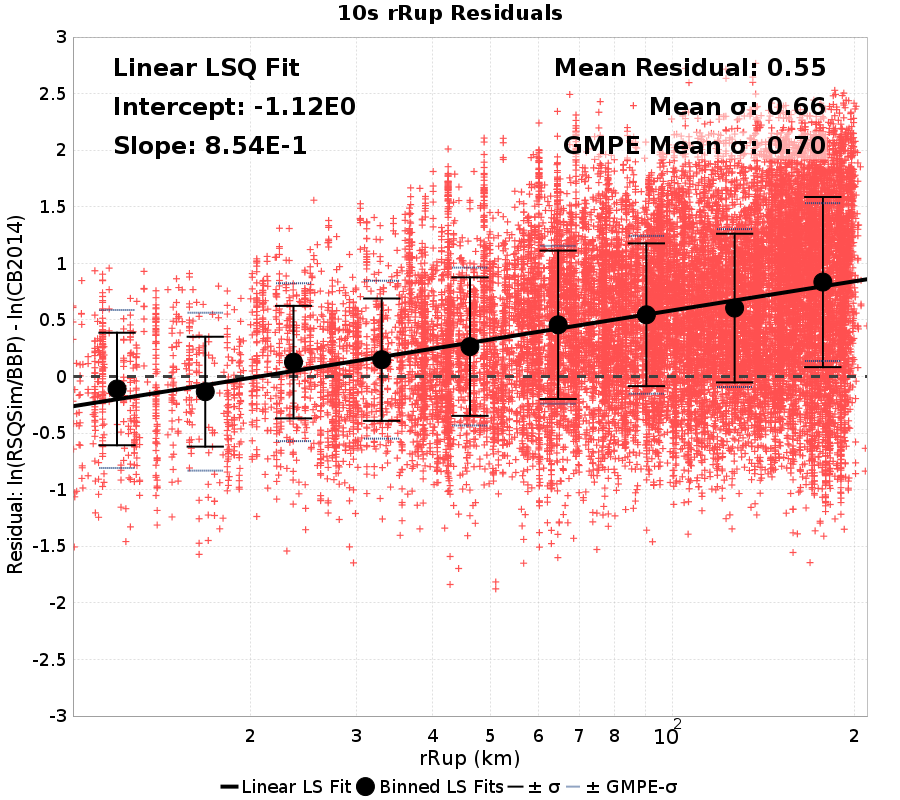 10s rRup Residuals
Linear LSQ Fit
Intercept: -1.12E0
Slope: 8.54E-1
Mean Residual: 0.55
Mean σ: 0.66
GMPE Mean σ: 0.70
Residual: ln(RSQSim/BBP) - ln(CB2014)
3
2.5
2
1.5
1
0.5
0
-0.5
-1
-1.5
-2
-2.5
-3
2 3 4 5 6 7 8 10² 2
rRup (km)
Linear LS Fit Binned LS Fits ± σ ± GMPE-σ